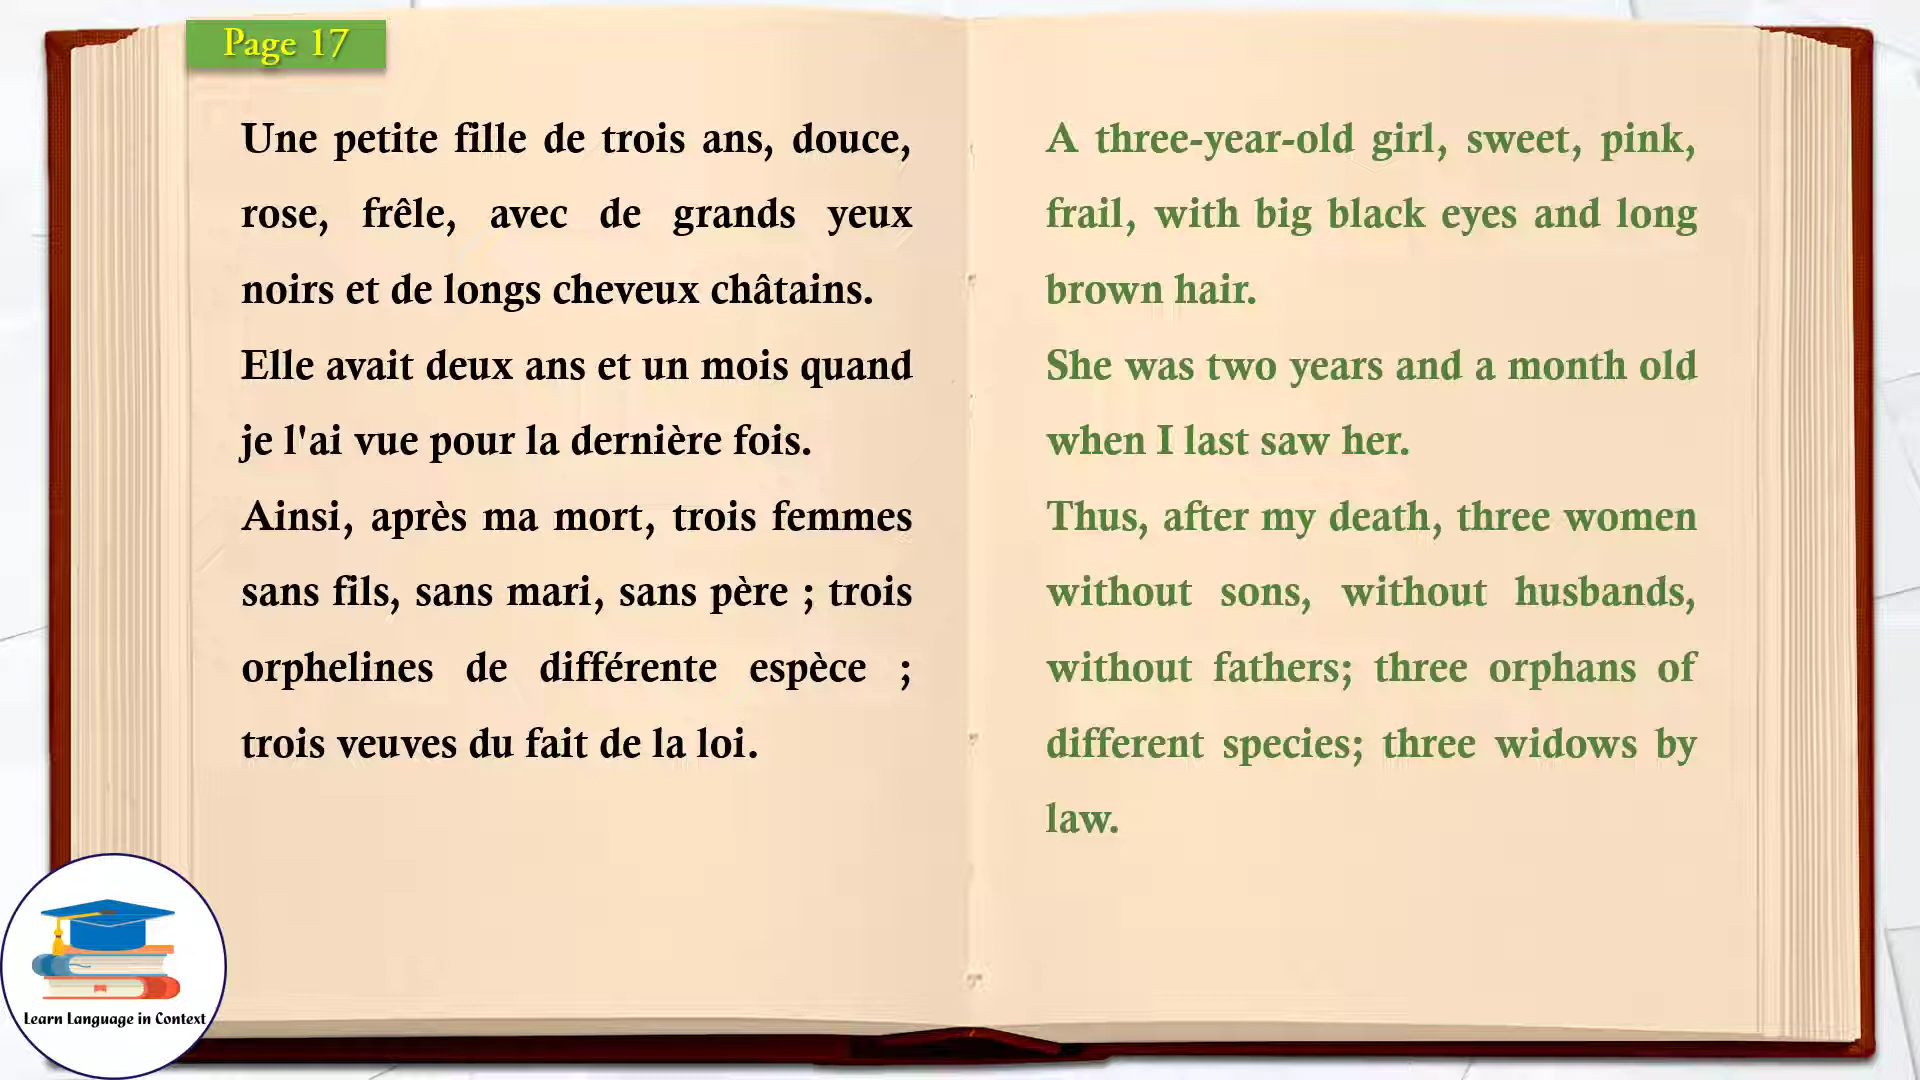 Page 17
Une petite fille de trois ans, douce,
rose, frêle, avec de grands yeux
noirs et de longs cheveux châtains.
Elle avait deux ans et un mois quand
je l'ai vue pour la dernière fois.
Ainsi, après ma mort, trois femmes
sans fils, sans mari, sans père ; trois
orphelines de différente espèce ;
trois veuves du fait de la loi.
A three-year-old girl, sweet, pink,
frail, with big black eyes and long
brown hair.
She was two years and a month old
when I last saw her.
Thus, after my death, three women
without sons, without husbands,
without fathers; three orphans of
different species; three widows by
law.
Learn Language in Context